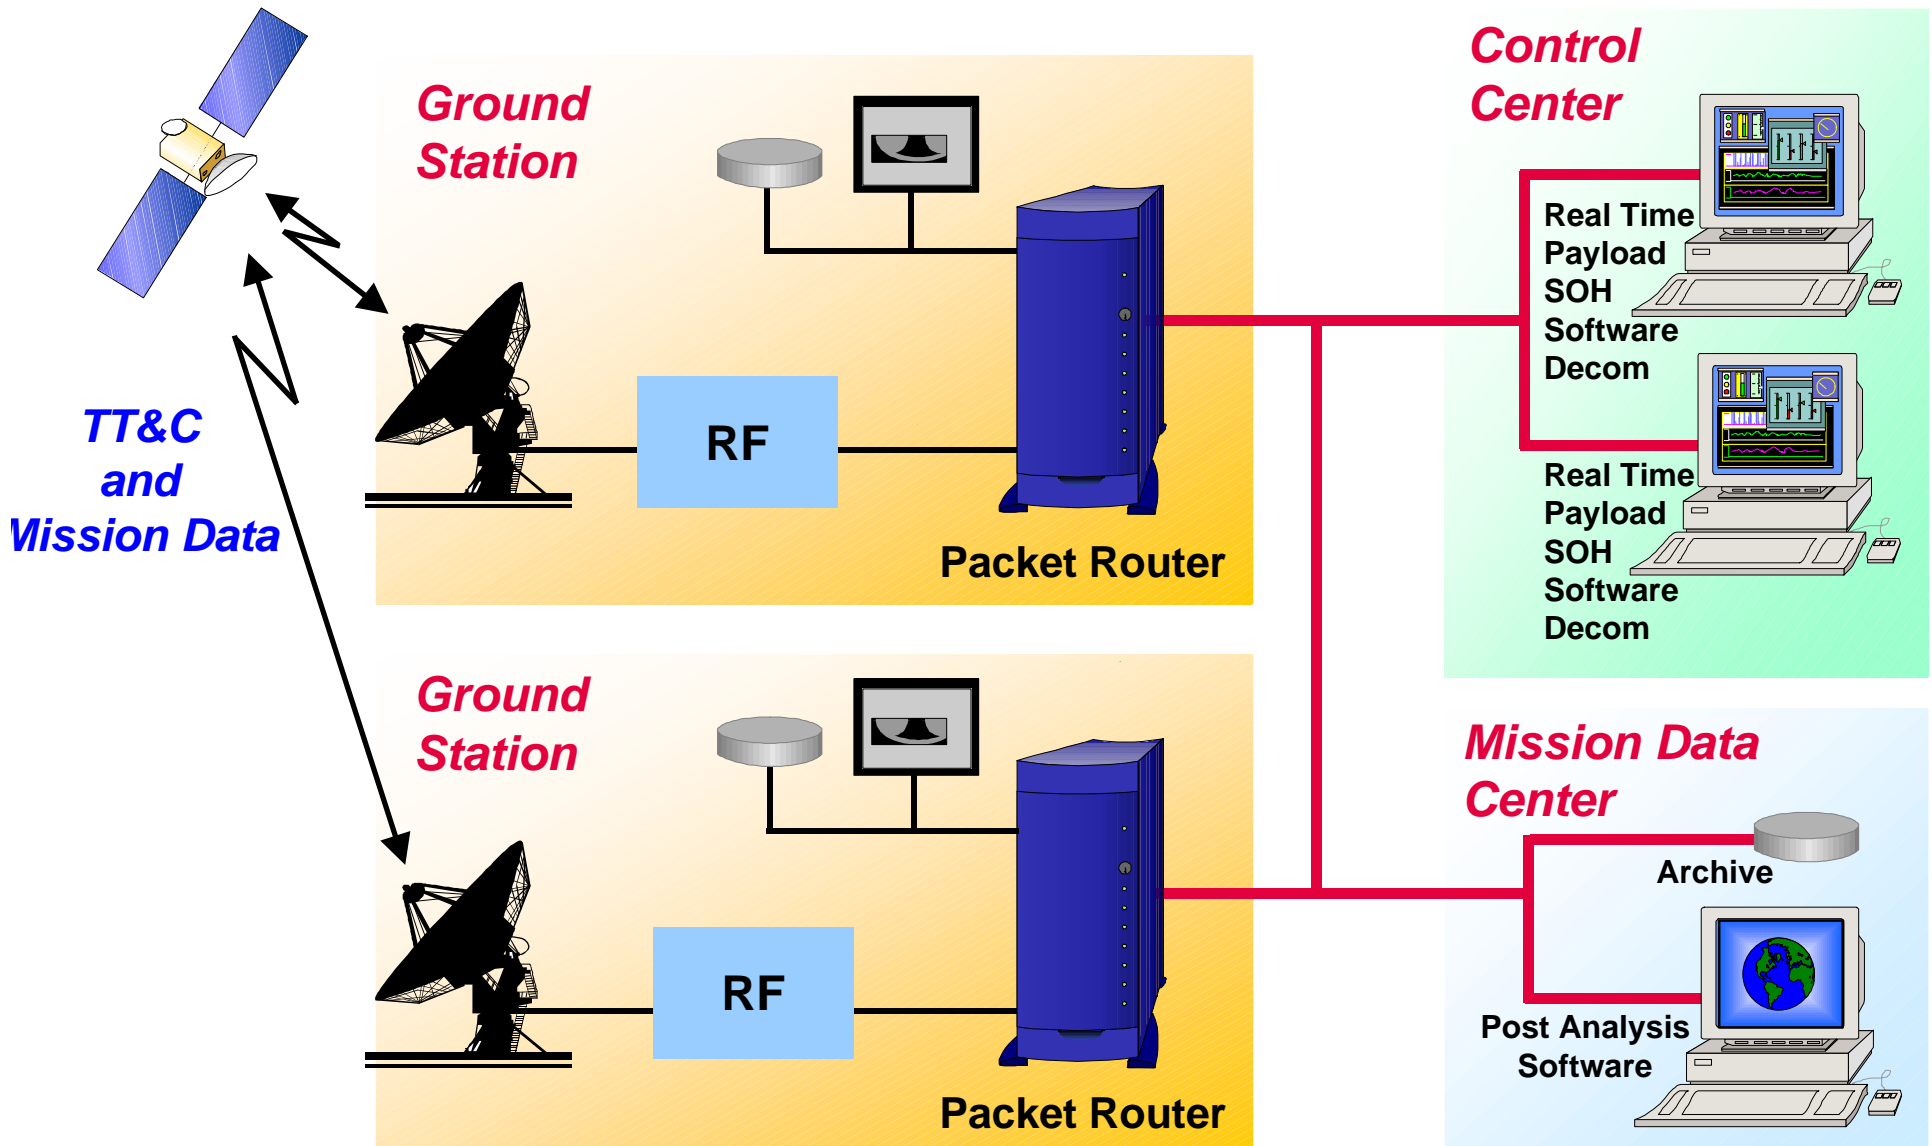 Ground
Station
RF
Packet Router
TT&C
and
Mission Data
Ground
Station
RF
Packet Router
Control
Center
Real Time
Payload
SOH
Software
Decom
Real Time
Payload
SOH
Software
Decom
Mission Data
Center
Archive
Post Analysis
Software